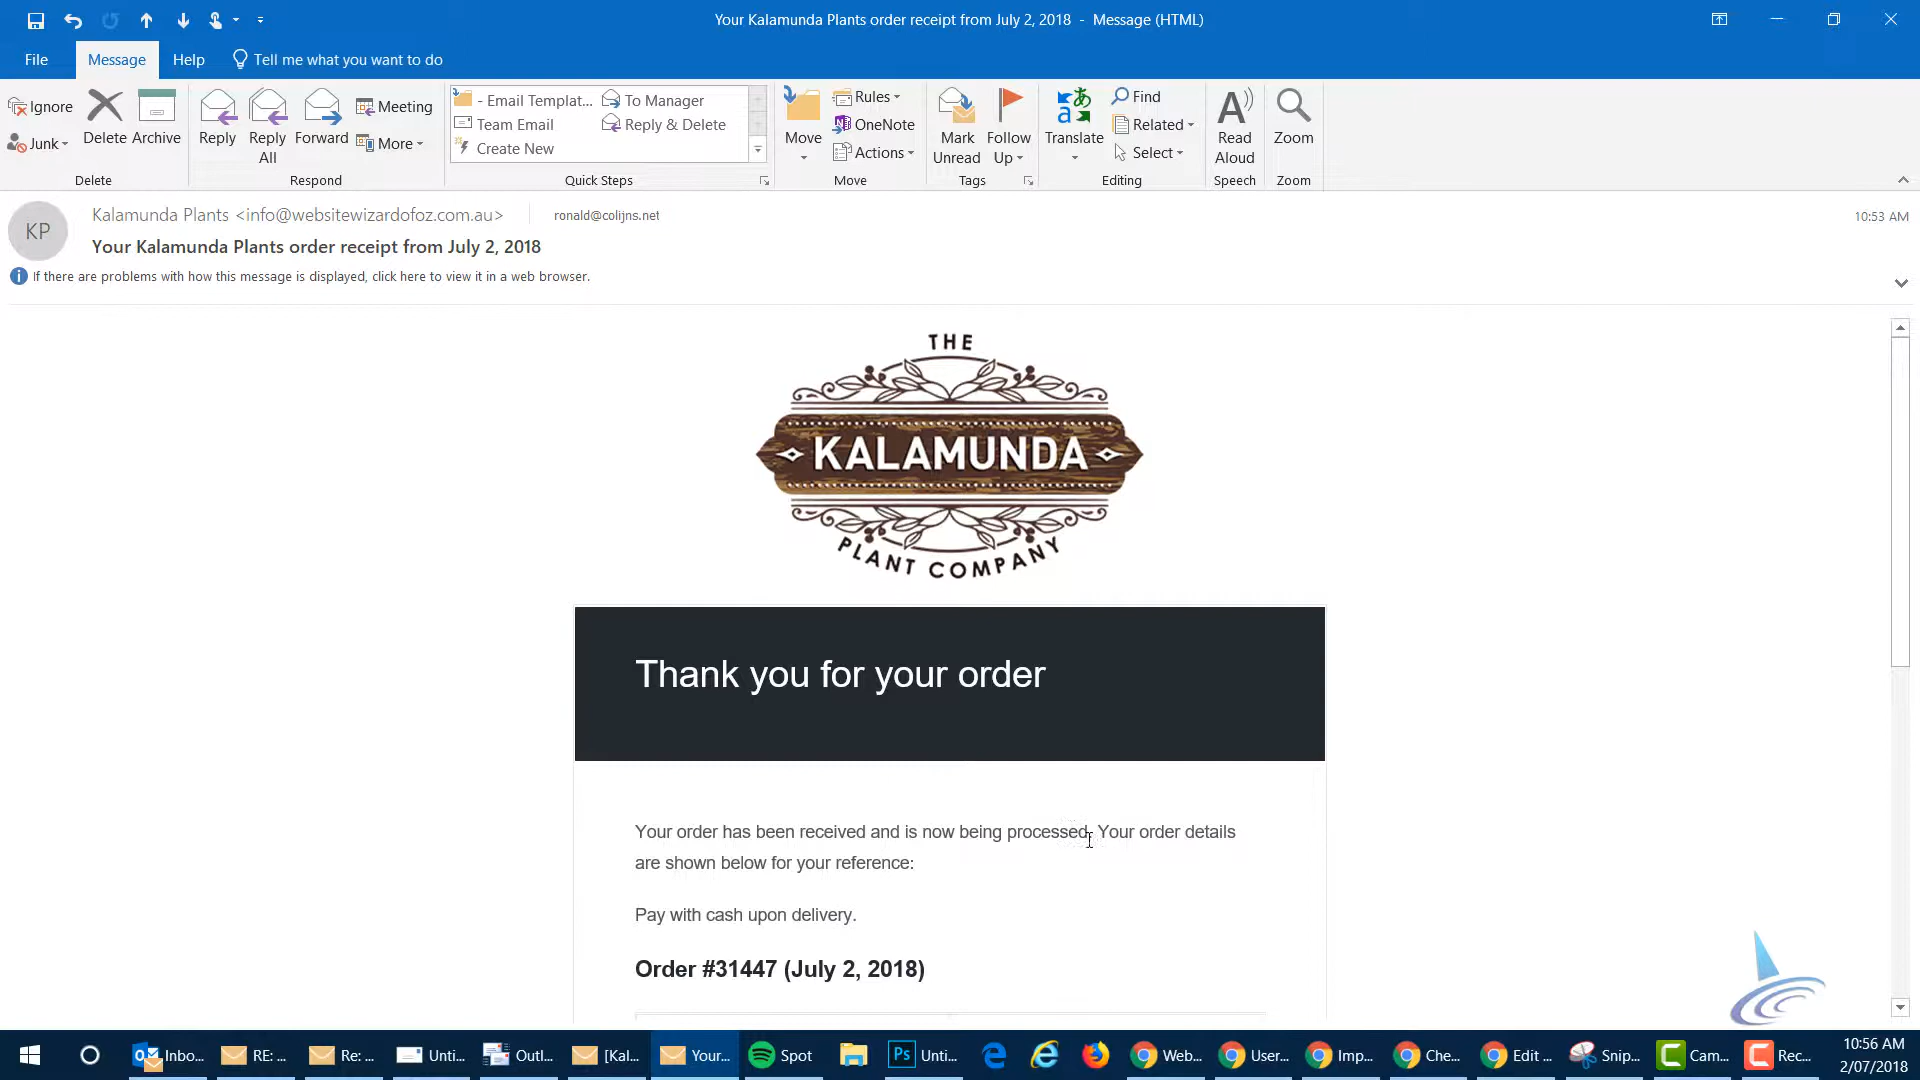 Your Kalamunda Plants order receipt from July 2, 2018 - Message (HTML)
File Message Help Tell me what you want to do
Ignore
Junk
Delete Archive
Delete
Reply Reply All Forward
Meeting
More
Respond
- Email Templat... To Manager
Team Email Reply & Delete
Create New
Quick Steps
Move
Rules
OneNote
Actions
Move
Mark Unread
Follow Up
Tags
Translate
Find
Related
Select
Editing
Read Aloud
Speech
Zoom
Zoom
KP
Kalamunda Plants <info@websitewizardofoz.com.au> ronald@colijns.net 10:53 AM
Your Kalamunda Plants order receipt from July 2, 2018
If there are problems with how this message is displayed, click here to view it in a web browser.
THE
KALAMUNDA
PLANT COMPANY
Thank you for your order
Your order has been received and is now being processed. Your order details
are shown below for your reference:
Pay with cash upon delivery.
Order #31447 (July 2, 2018)
Inbo... RE: ... Re: ... Unti... Outl... [Kal... Your... Spot Ps Unti... Web... User... Imp... Che... Edit ... Snip... Cam... Rec...
10:56 AM
2/07/2018